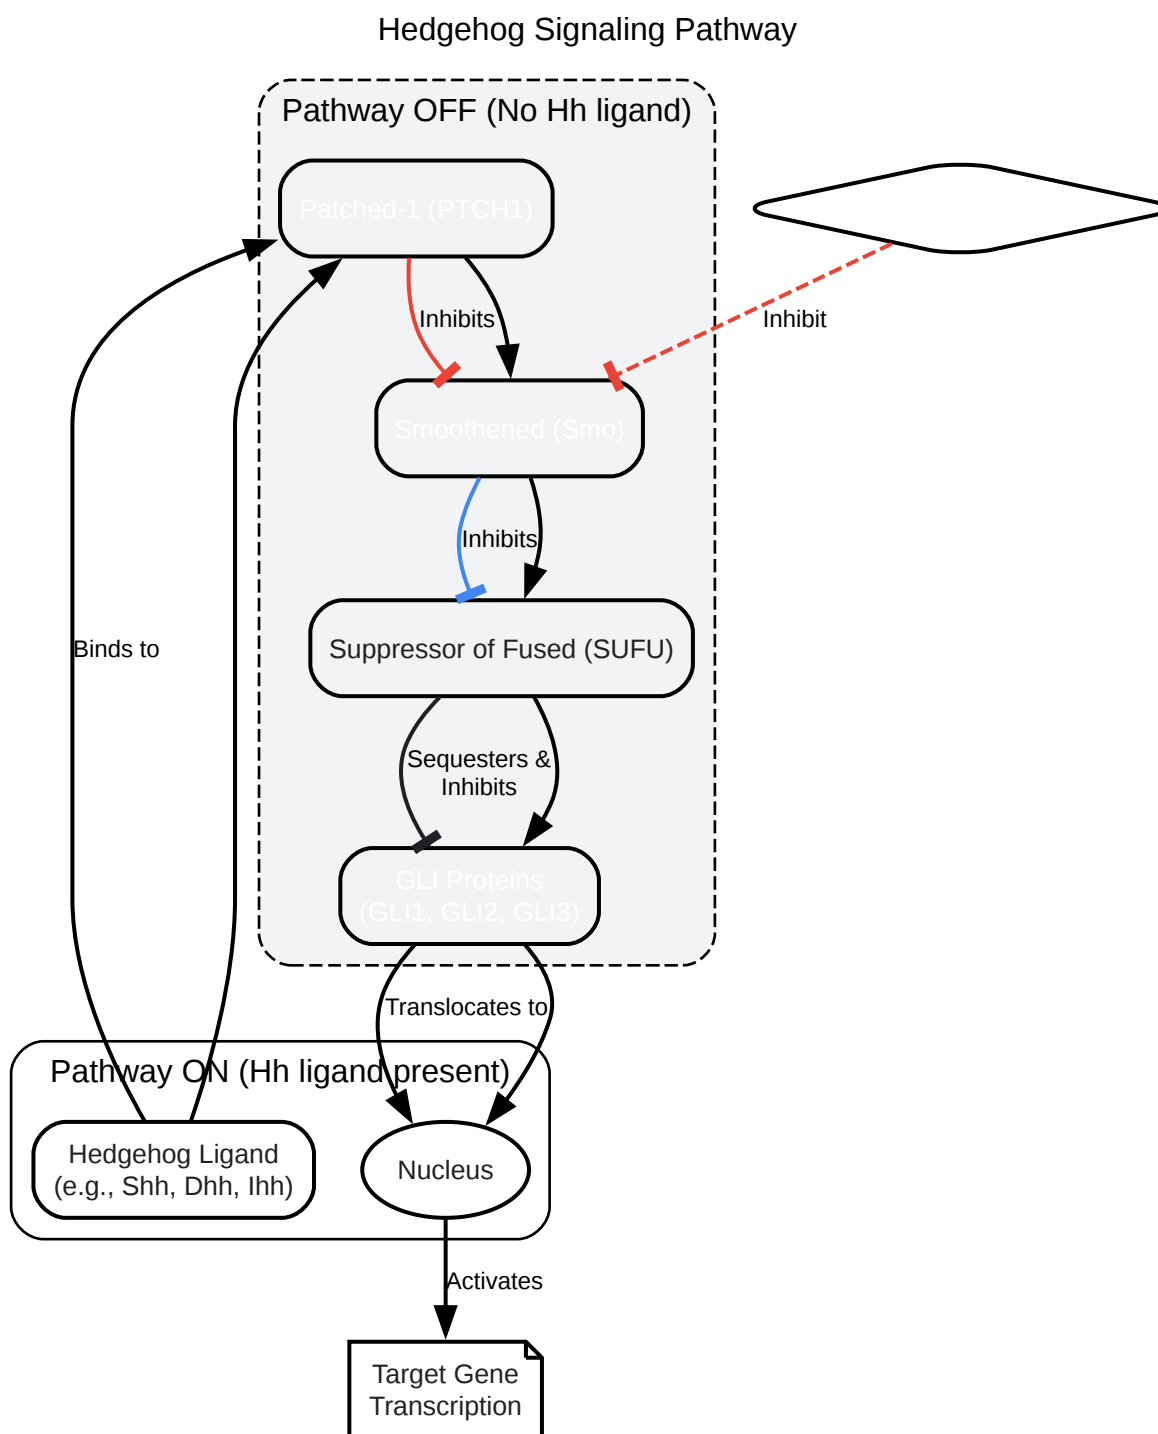 Hedgehog Signaling Pathway
Pathway OFF (No Hh ligand)
Patched-1 (PTCH1)
Inhibits
Inhibit
Smoothened (Smo)
Inhibits
Binds to
Suppressor of Fused (SUFU)
Sequesters &
Inhibits
GLI Proteins
(GLI1, GLI2, GLI3)
Translocates to
Pathway ON (Hh ligand present)
Hedgehog Ligand
(e.g., Shh, Dhh, Ihh)
Nucleus
Activates
Target Gene
Transcription